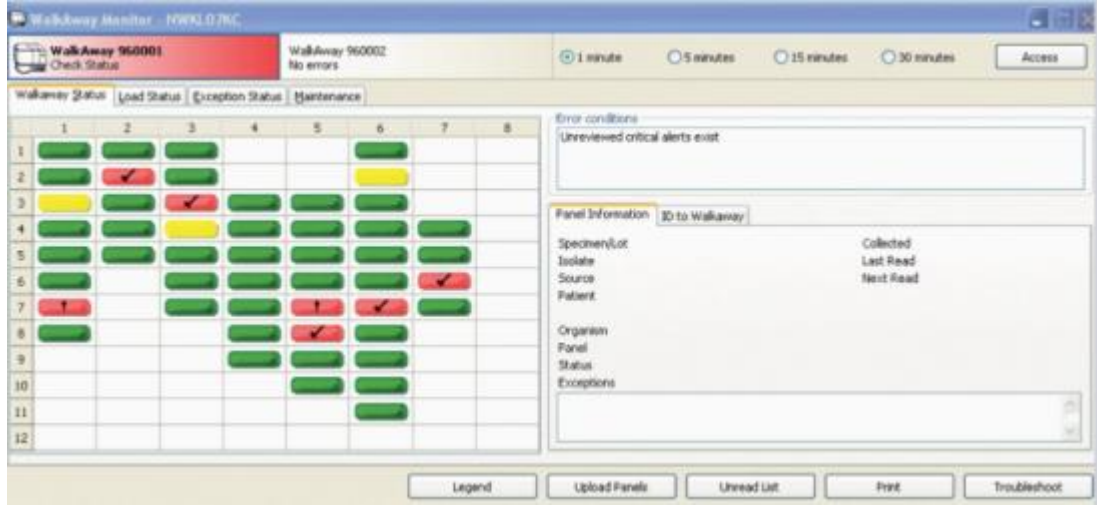 WalkAway Monitor - NWKLO7KC
WalkAway 960001
Check Status
WalkAway 960002
No errors
1 minute
5 minutes
15 minutes
30 minutes
Access
Walkaway Status
Load Status
Exception Status
Maintenance
1 2 3 4 5 6 7 8
1
2
3
4
5
6
7
8
9
10
11
12
Error conditions
Unreviewed critical alerts exist
Panel Information
ID to Walkaway
Specimen/Lot
Collected
Isolate
Last Read
Source
Next Read
Patient
Organism
Panel
Status
Exceptions
Legend
Upload Panels
Unread List
Print
Troubleshoot